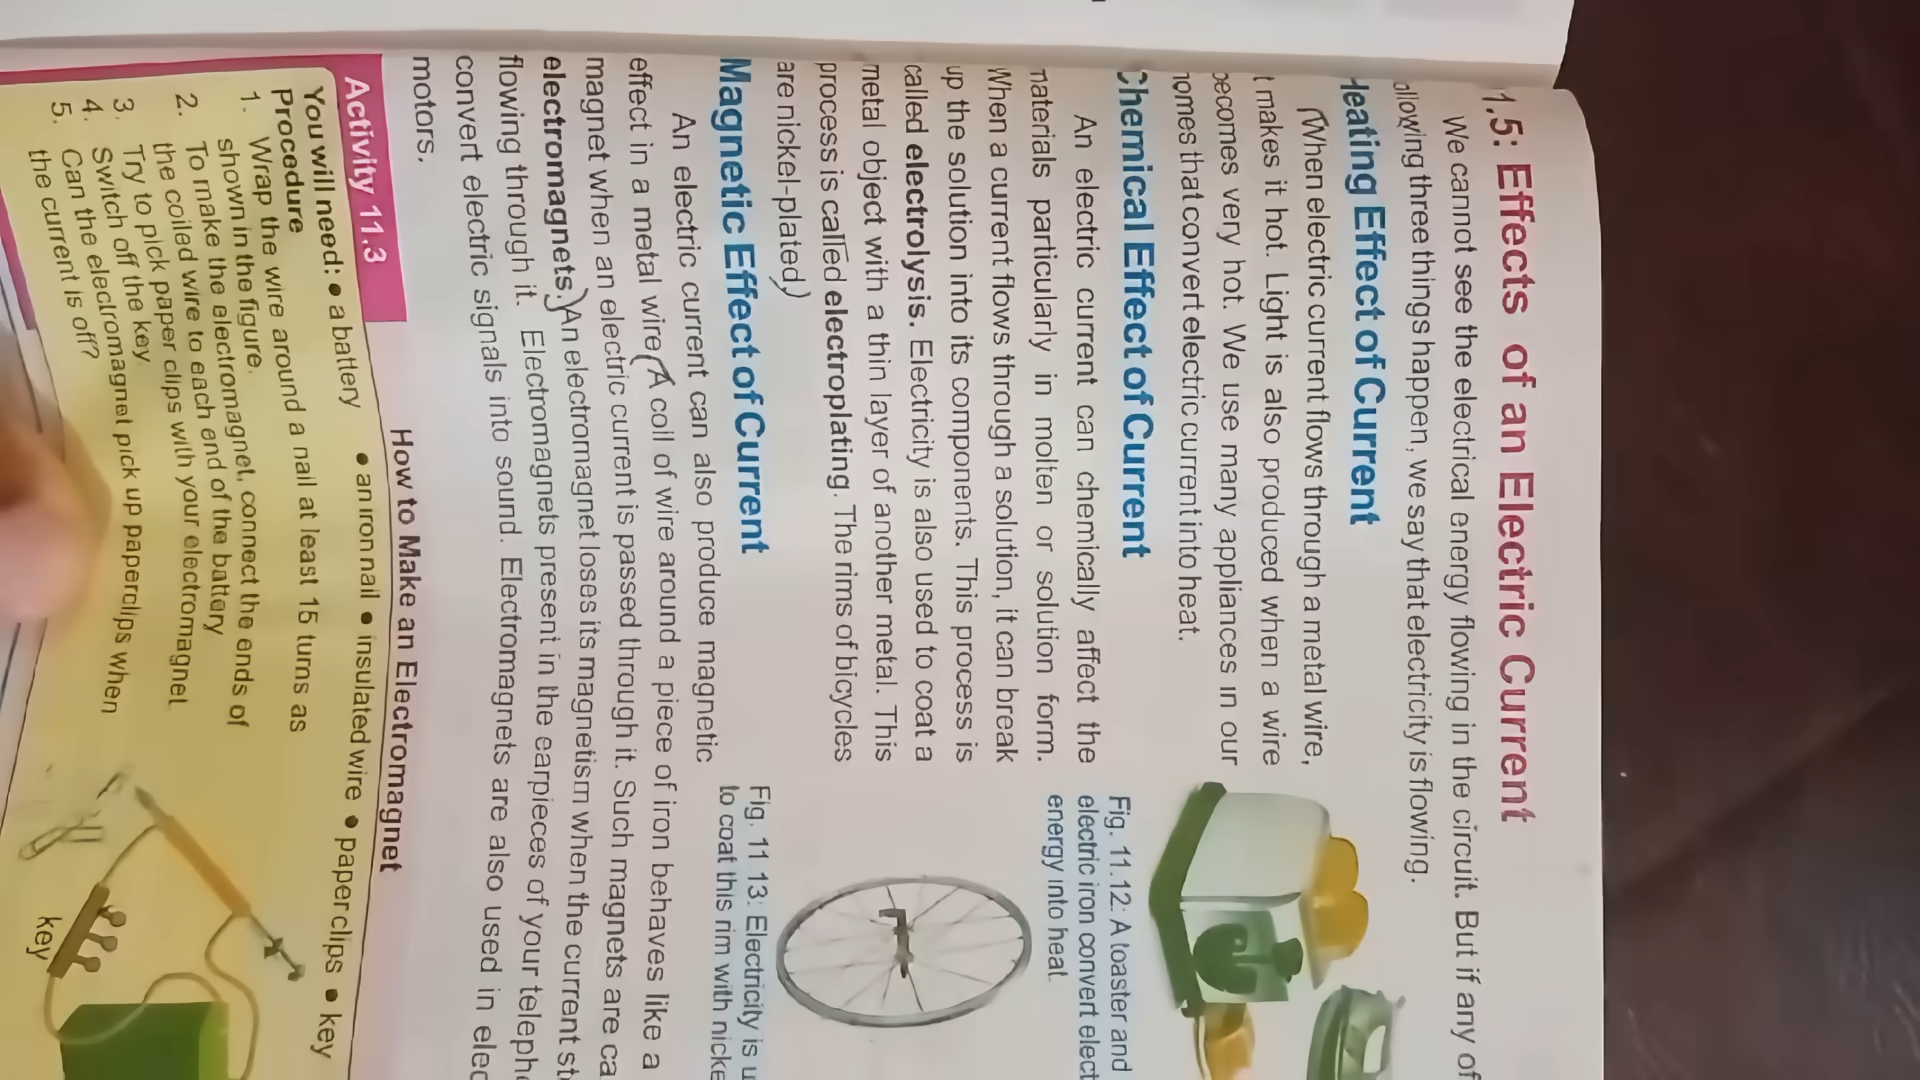 1.5: Effects of an Electric Current
We cannot see the electrical energy flowing in the circuit. But if any of
ollowing three things happen, we say that electricity is flowing.
Heating Effect of Current
When electric current flows through a metal wire,
t makes it hot. Light is also produced when a wire
becomes very hot. We use many appliances in our
homes that convert electric current into heat.
Fig. 11.12: A toaster and
electric iron convert elect
energy into heat.
Chemical Effect of Current
An electric current can chemically affect the
materials particularly in molten or solution form.
When a current flows through a solution, it can break
up the solution into its components. This process is
called electrolysis. Electricity is also used to coat a
metal object with a thin layer of another metal. This
process is called electroplating. The rims of bicycles
are nickel-plated)
Fig. 11 13: Electricity is u
to coat this rim with nicke
Magnetic Effect of Current
An electric current can also produce magnetic
effect in a metal wire (A coil of wire around a piece of iron behaves like a
magnet when an electric current is passed through it. Such magnets are ca
electromagnets.) An electromagnet loses its magnetism when the current st
flowing through it. Electromagnets present in the earpieces of your teleph
convert electric signals into sound. Electromagnets are also used in elec
motors.
Activity 11.3
How to Make an Electromagnet
You will need: • a battery • an iron nail • insulated wire • paperclips • key
Procedure
1. Wrap the wire around a nail at least 15 turns as
shown in the figure.
2. To make the electromagnet, connect the ends of
the coiled wire to each end of the battery
3. Try to pick paper clips with your electromagnet
4. Switch off the key.
5. Can the electromagnet pick up paperclips when
the current is off?
key